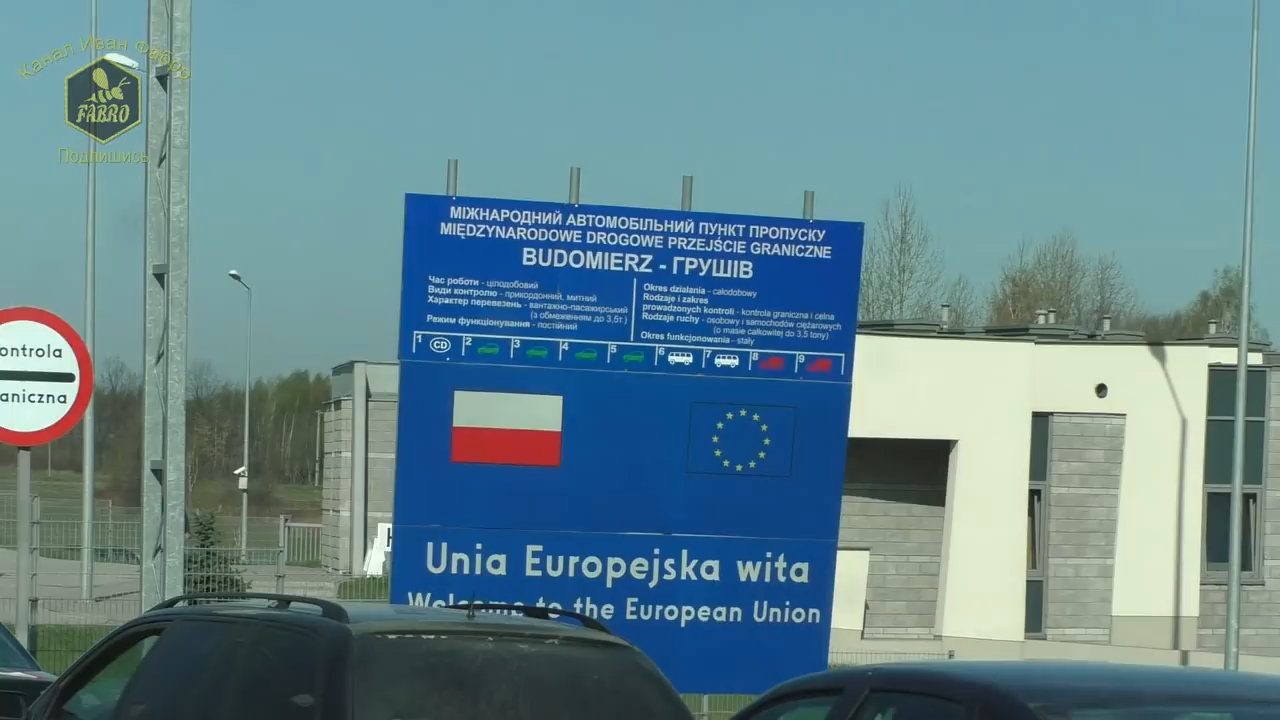 Канал Иван Фабро
FABRO
Подпишись
МІЖНАРОДНИЙ АВТОМОБІЛЬНИЙ ПУНКТ ПРОПУСКУ
MIĘDZYNARODOWE DROGOWE PRZEJŚCIE GRANICZNE
BUDOMIERZ - ГРУШІВ
Час роботи - цілодобовий
Види контролю - прикордонний, митний
Характер перевезень - вантажно-пасажирський
(з обмеженням до 3,5т.)
Режим функціонування - постійний
Okres działania - całodobowy
Rodzaje i zakres
prowadzonych kontroli - kontrola graniczna i celna
Rodzaje ruchu - osobowy i samochodów ciężarowych
(o masie całkowitej do 3,5 tony)
Okres funkcjonowania - stały
1 CD 2 3 4 5 6 7 8 9
ontrola
aniczna
Unia Europejska wita
Welcome to the European Union